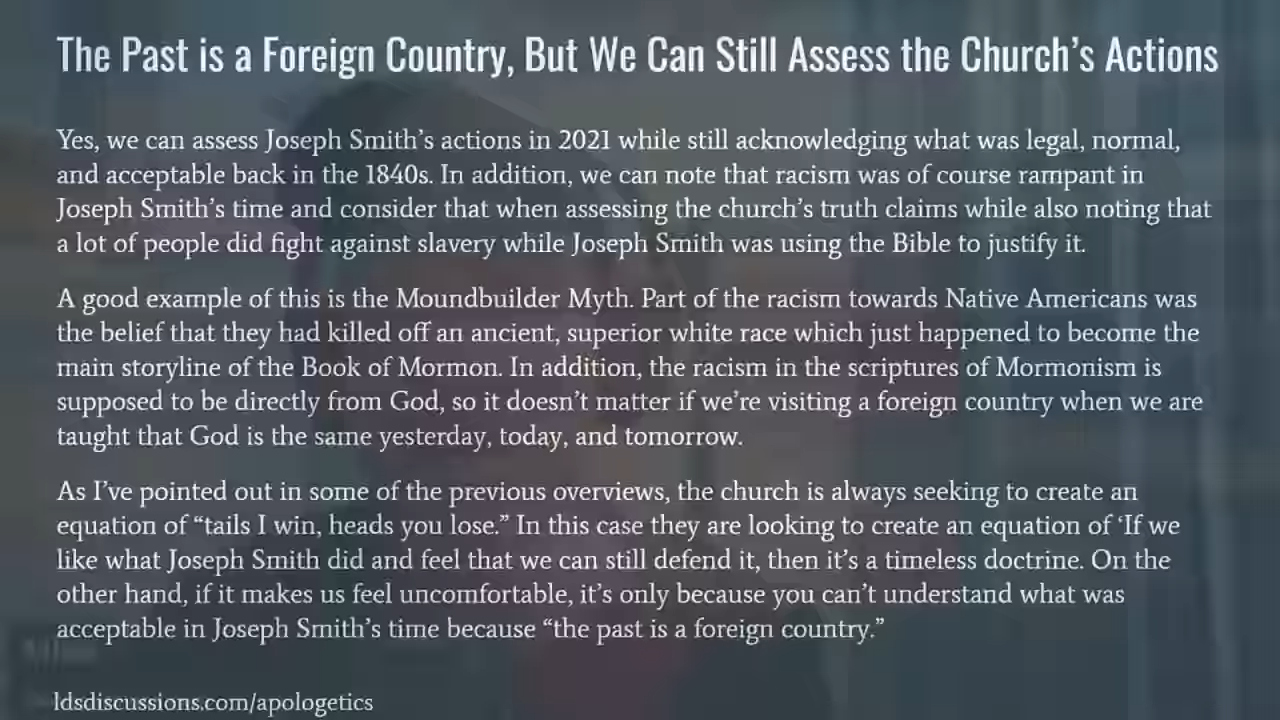 The Past is a Foreign Country, But We Can Still Assess the Church's Actions
Yes, we can assess Joseph Smith's actions in 2021 while still acknowledging what was legal, normal,
and acceptable back in the 1840s. In addition, we can note that racism was of course rampant in
Joseph Smith's time and consider that when assessing the church's truth claims while also noting that
a lot of people did fight against slavery while Joseph Smith was using the Bible to justify it.
A good example of this is the Moundbuilder Myth. Part of the racism towards Native Americans was
the belief that they had killed off an ancient, superior white race which just happened to become the
main storyline of the Book of Mormon. In addition, the racism in the scriptures of Mormonism is
supposed to be directly from God, so it doesn't matter if we're visiting a foreign country when we are
taught that God is the same yesterday, today, and tomorrow.
As I've pointed out in some of the previous overviews, the church is always seeking to create an
equation of “tails I win, heads you lose.” In this case they are looking to create an equation of ‘If we
like what Joseph Smith did and feel that we can still defend it, then it's a timeless doctrine. On the
other hand, if it makes us feel uncomfortable, it's only because you can't understand what was
acceptable in Joseph Smith's time because “the past is a foreign country.”
ldsdiscussions.com/apologetics